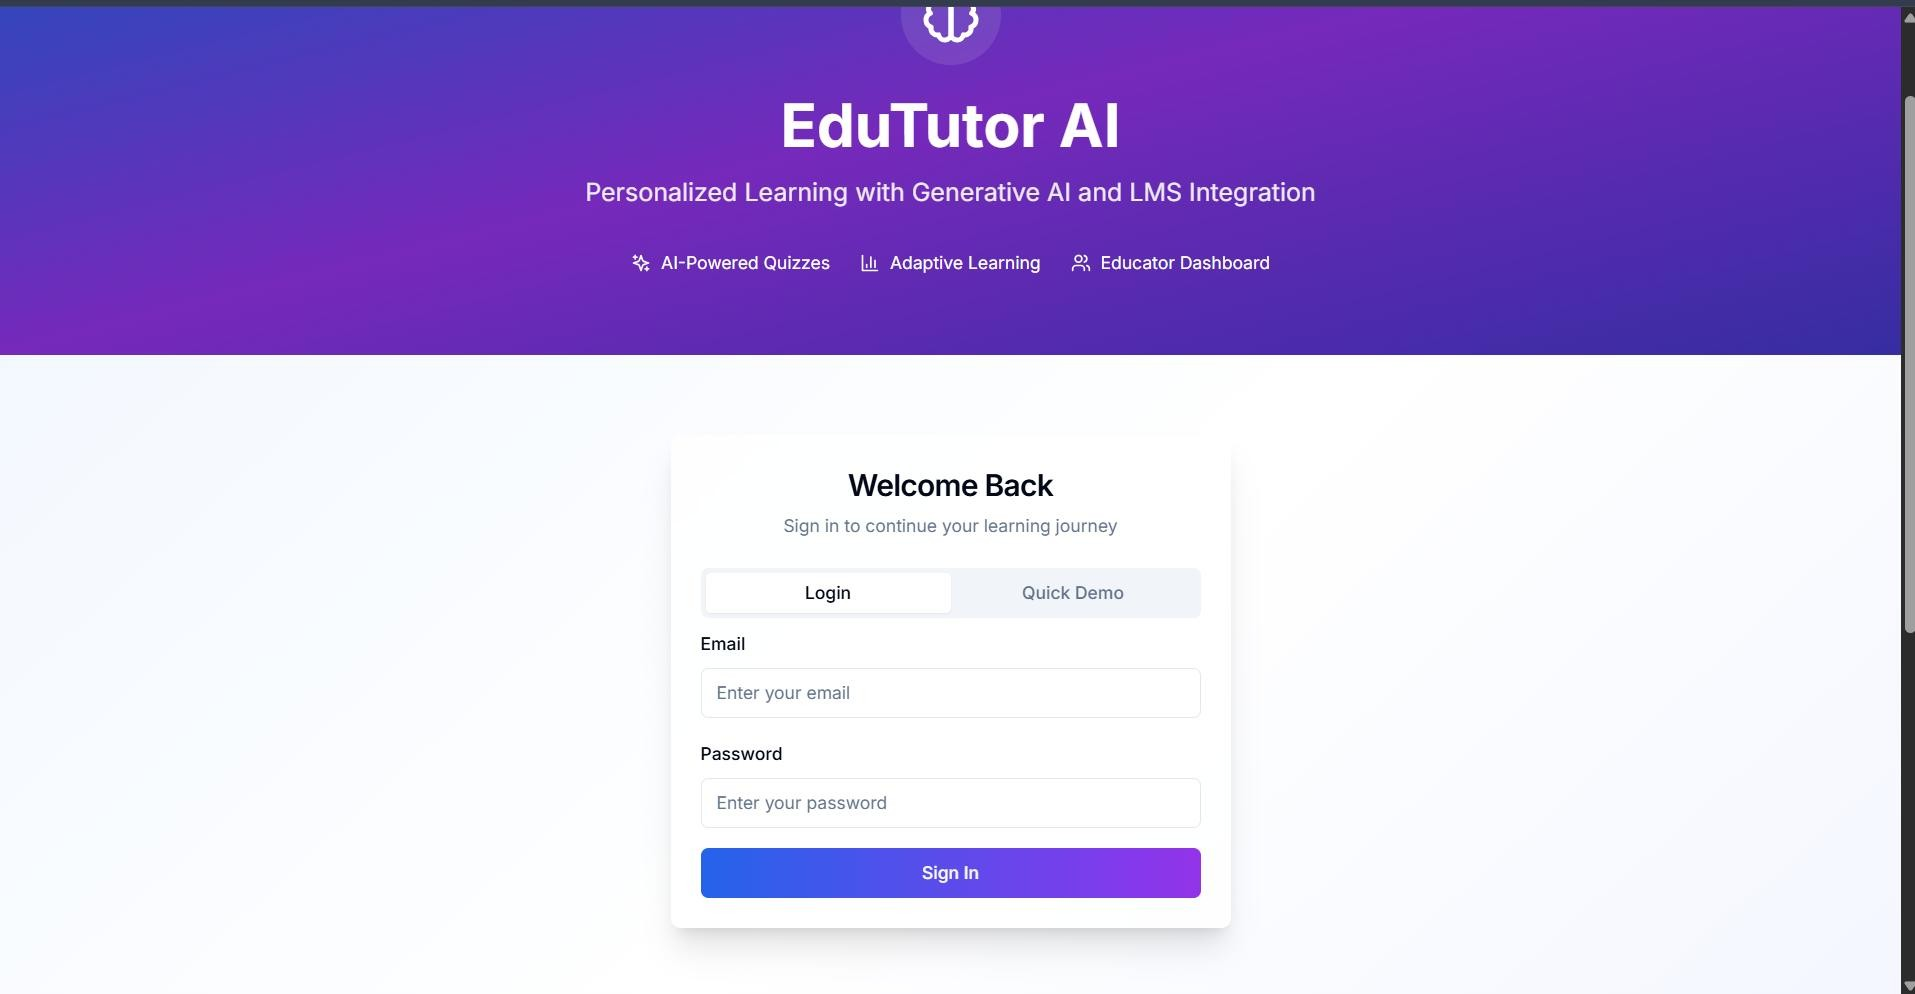 EduTutor AI
Personalized Learning with Generative AI and LMS Integration
AI-Powered Quizzes Adaptive Learning Educator Dashboard
Welcome Back
Sign in to continue your learning journey
Login Quick Demo
Email
Enter your email
Password
Enter your password
Sign In